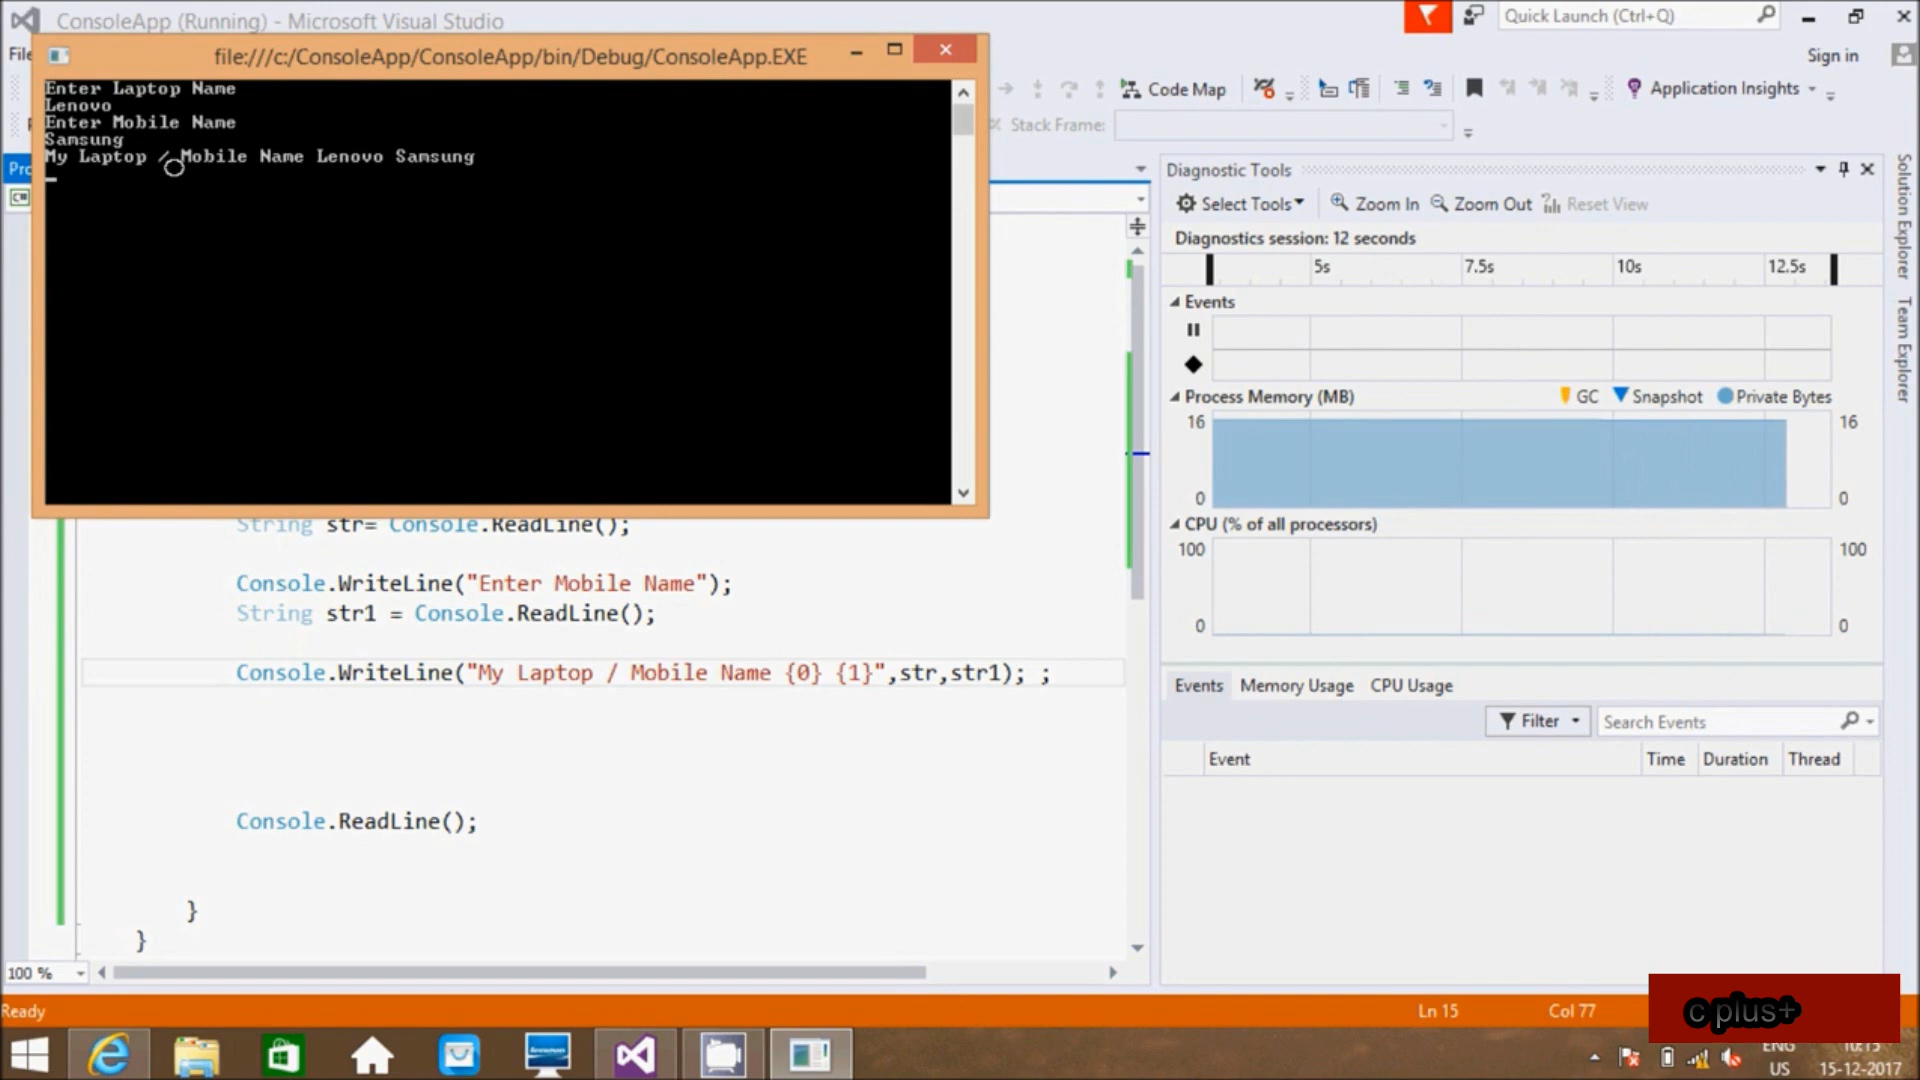 ConsoleApp (Running) - Microsoft Visual Studio
Quick Launch (Ctrl+Q)
file:///c:/ConsoleApp/ConsoleApp/bin/Debug/ConsoleApp.EXE
Sign in
Enter Laptop Name
Lenovo
Enter Mobile Name
Samsung
My Laptop / Mobile Name Lenovo Samsung
Code Map
Application Insights
Stack Frame:
Diagnostic Tools
Select Tools
Zoom In
Zoom Out
Reset View
Diagnostics session: 12 seconds
5s 7.5s 10s 12.5s
Events
Process Memory (MB)
GC Snapshot Private Bytes
16 16
0 0
CPU (% of all processors)
100 100
0 0
Events Memory Usage CPU Usage
Filter
Search Events
Event Time Duration Thread
Solution Explorer
Team Explorer
String str= Console.ReadLine();
Console.WriteLine("Enter Mobile Name");
String str1 = Console.ReadLine();
Console.WriteLine("My Laptop / Mobile Name {0} {1}",str,str1); ;
Console.ReadLine();
}
}
100 %
Ready
Ln 15
Col 77
c plus+
ENG
US
10:15
15-12-2017